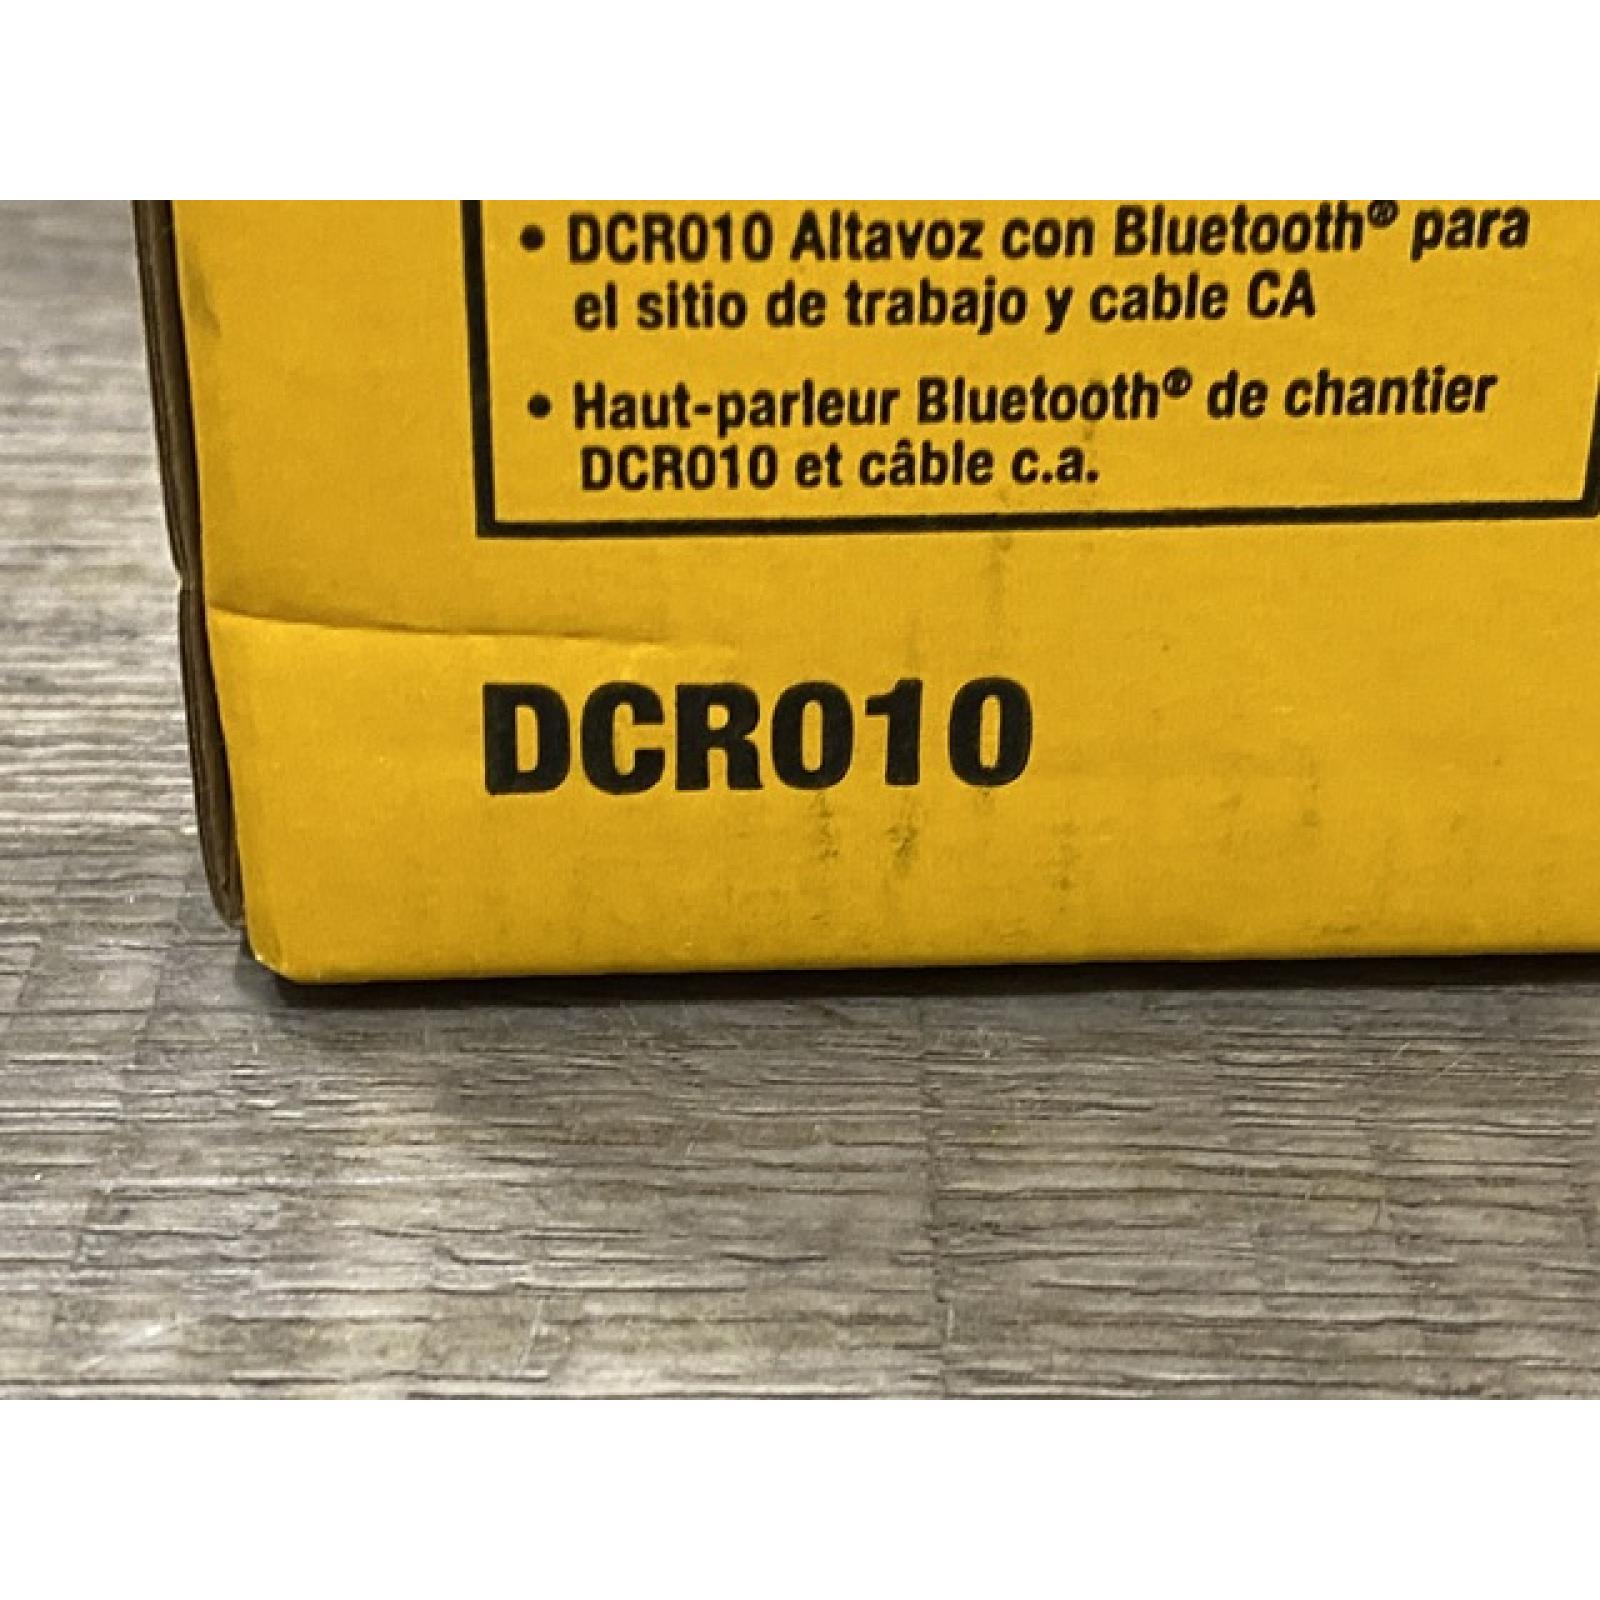 • DCR010 Altavoz con Bluetooth® para
el sitio de trabajo y cable CA
• Haut-parleur Bluetooth® de chantier
DCR010 et câble c.a.
DCR010